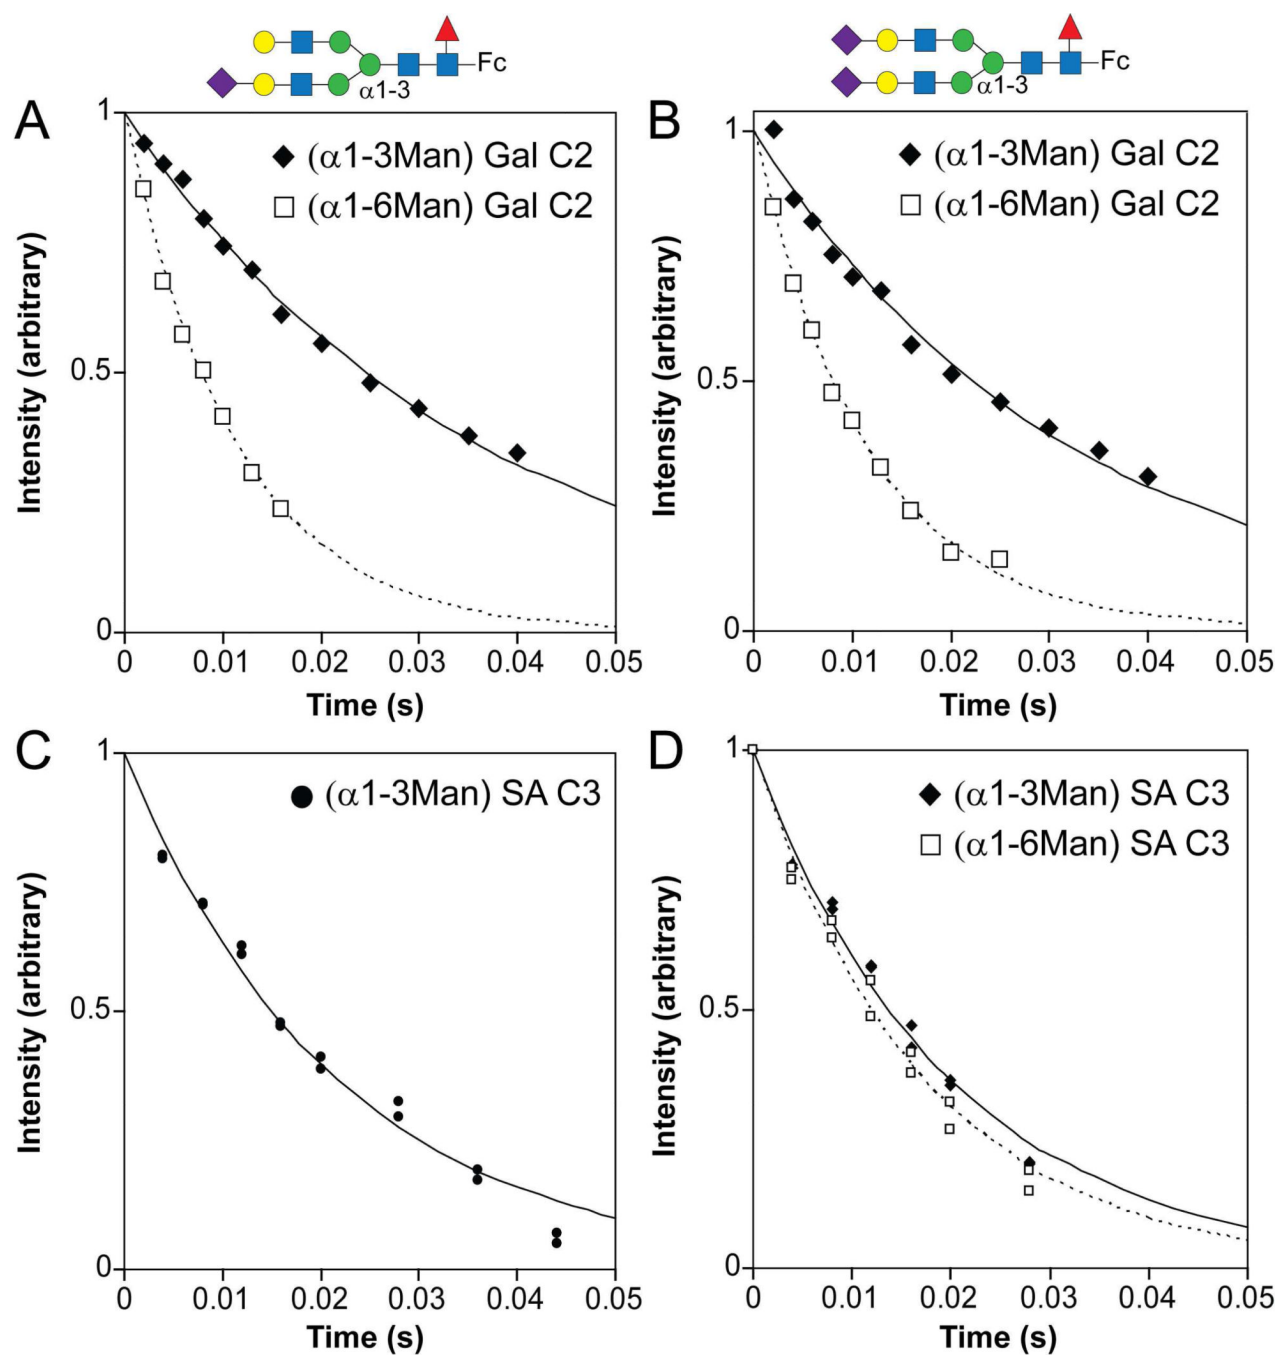 Fc
α1-3
Fc
α1-3
A
Intensity (arbitrary)
1
0.5
0
(α1-3Man) Gal C2
(α1-6Man) Gal C2
0 0.01 0.02 0.03 0.04 0.05
Time (s)
B
Intensity (arbitrary)
1
0.5
0
(α1-3Man) Gal C2
(α1-6Man) Gal C2
0 0.01 0.02 0.03 0.04 0.05
Time (s)
C
Intensity (arbitrary)
1
0.5
0
(α1-3Man) SA C3
0 0.01 0.02 0.03 0.04 0.05
Time (s)
D
Intensity (arbitrary)
1
0.5
0
(α1-3Man) SA C3
(α1-6Man) SA C3
0 0.01 0.02 0.03 0.04 0.05
Time (s)